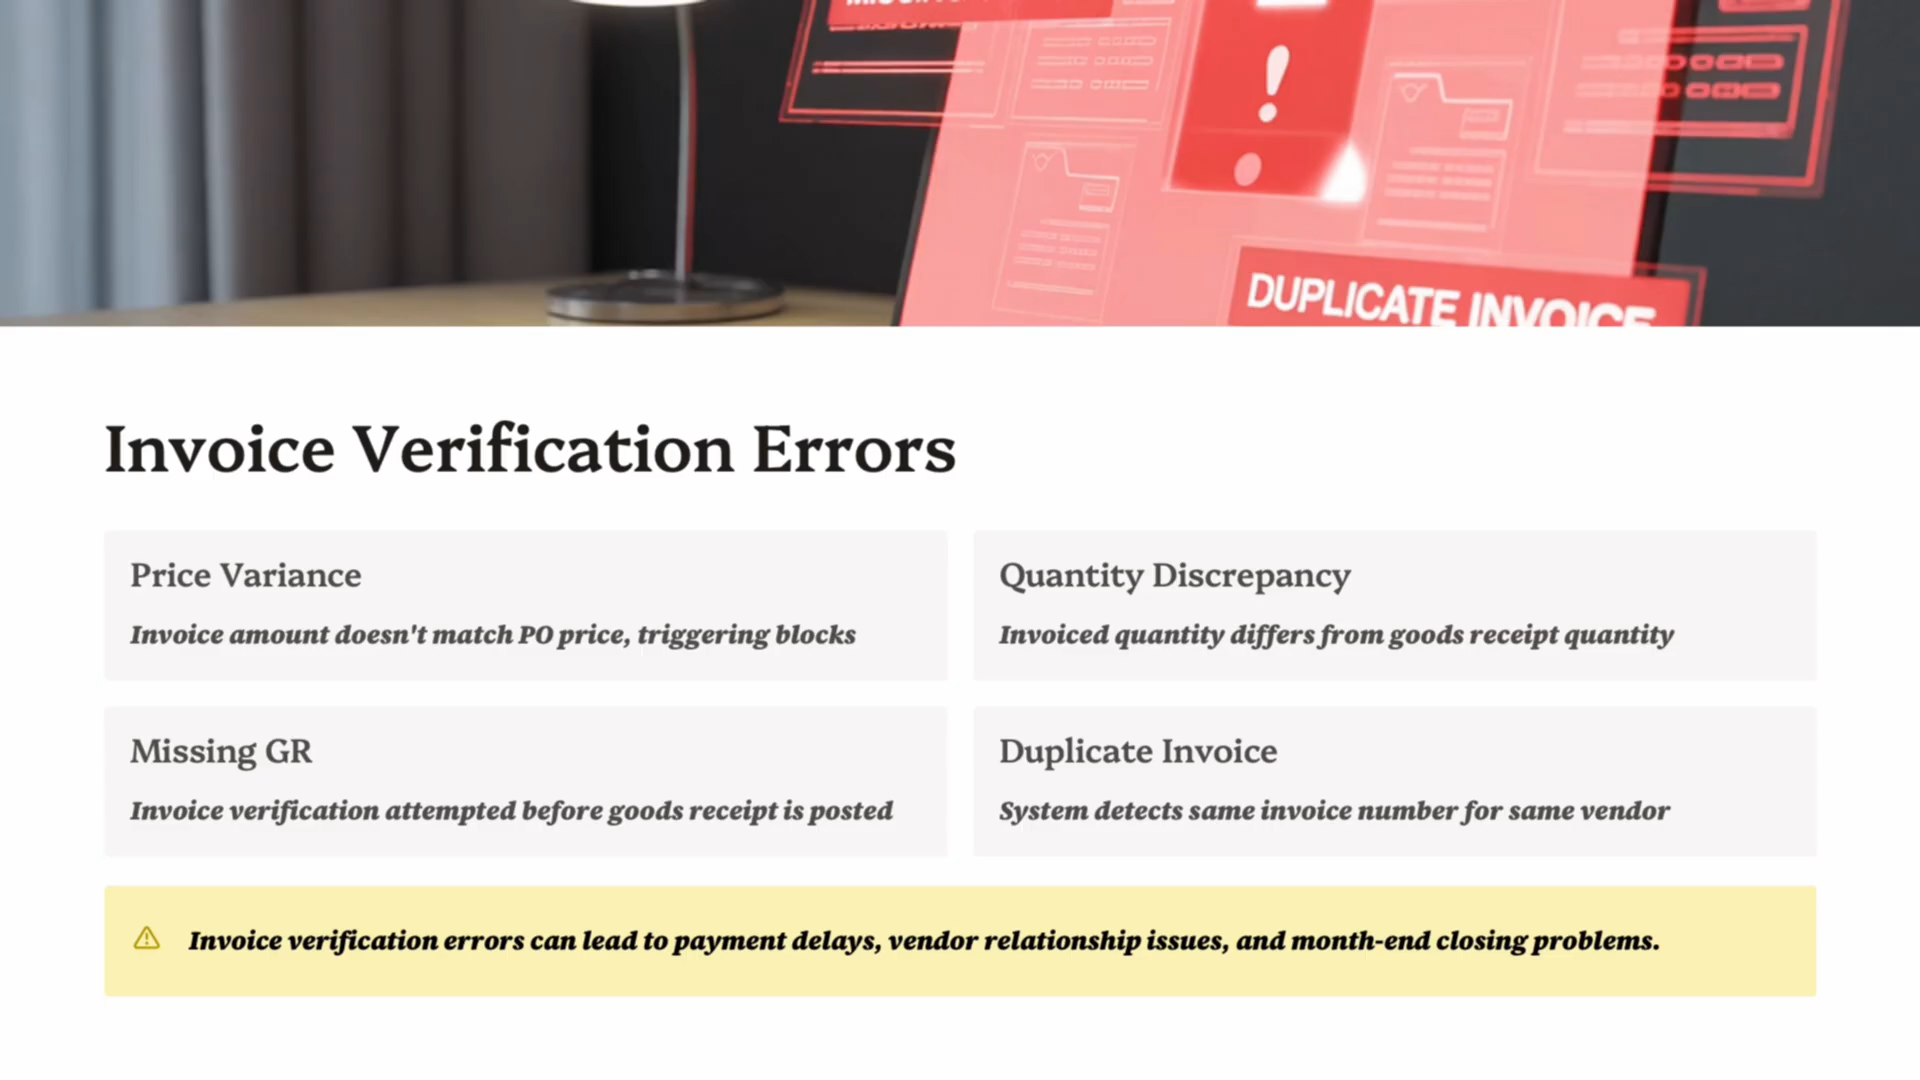 DUPLICATE INVOICE
Invoice Verification Errors
Price Variance
Invoice amount doesn't match PO price, triggering blocks
Quantity Discrepancy
Invoiced quantity differs from goods receipt quantity
Missing GR
Invoice verification attempted before goods receipt is posted
Duplicate Invoice
System detects same invoice number for same vendor
Invoice verification errors can lead to payment delays, vendor relationship issues, and month-end closing problems.